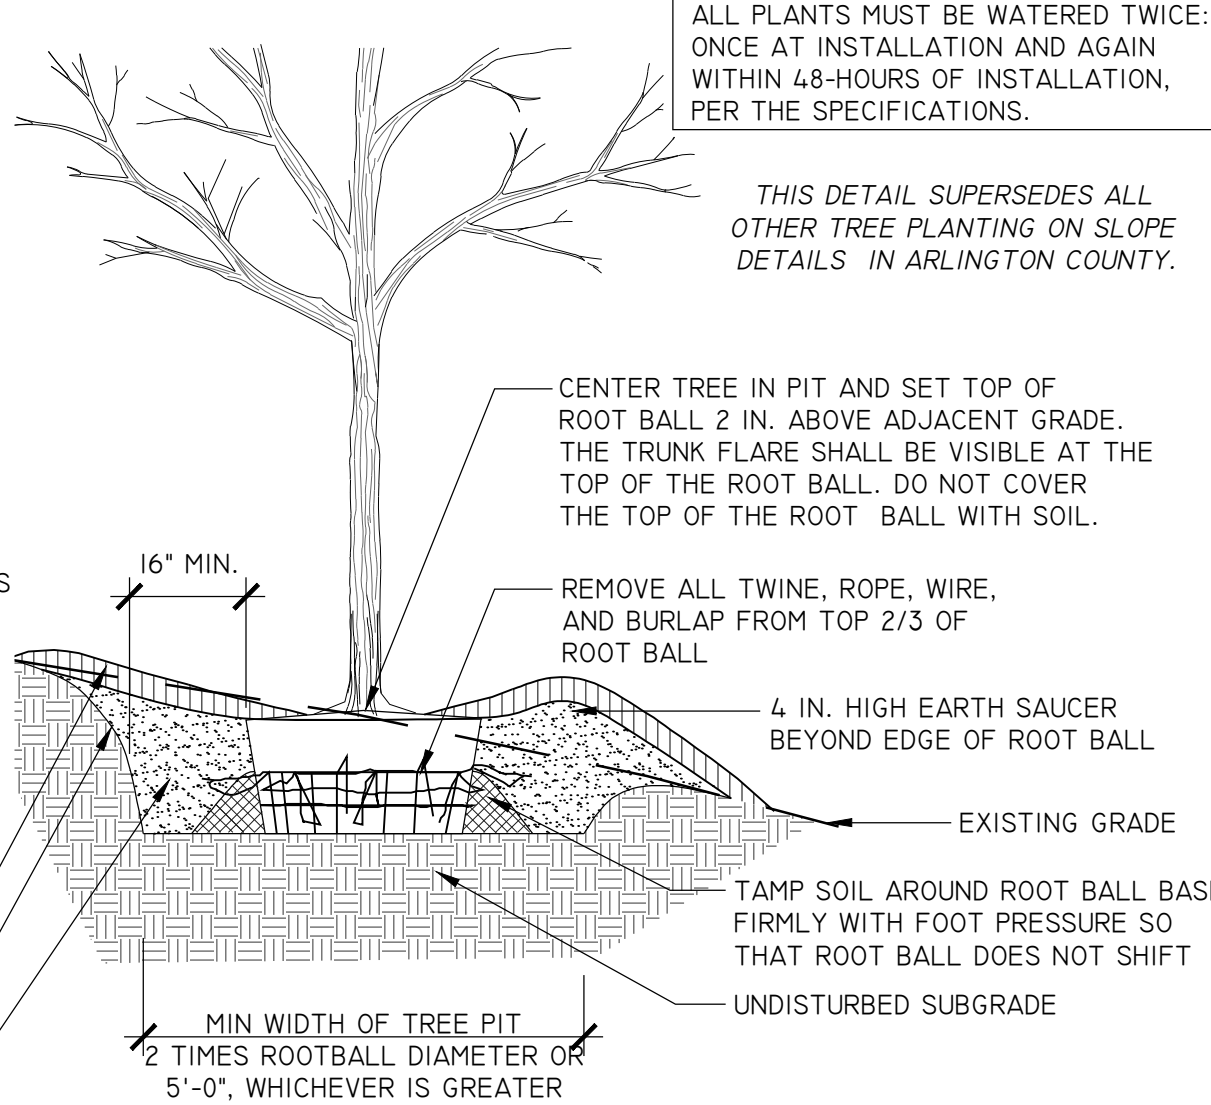 ALL PLANTS MUST BE WATERED TWICE:
ONCE AT INSTALLATION AND AGAIN
WITHIN 48-HOURS OF INSTALLATION,
PER THE SPECIFICATIONS.
THIS DETAIL SUPERSEDES ALL
OTHER TREE PLANTING ON SLOPE
DETAILS IN ARLINGTON COUNTY.
CENTER TREE IN PIT AND SET TOP OF
ROOT BALL 2 IN. ABOVE ADJACENT GRADE.
THE TRUNK FLARE SHALL BE VISIBLE AT THE
TOP OF THE ROOT BALL. DO NOT COVER
THE TOP OF THE ROOT BALL WITH SOIL.
16" MIN.
S
REMOVE ALL TWINE, ROPE, WIRE,
AND BURLAP FROM TOP 2/3 OF
ROOT BALL
4 IN. HIGH EARTH SAUCER
BEYOND EDGE OF ROOT BALL
EXISTING GRADE
TAMP SOIL AROUND ROOT BALL BAS
FIRMLY WITH FOOT PRESSURE SO
THAT ROOT BALL DOES NOT SHIFT
UNDISTURBED SUBGRADE
MIN WIDTH OF TREE PIT
2 TIMES ROOTBALL DIAMETER OR
5'-0", WHICHEVER IS GREATER